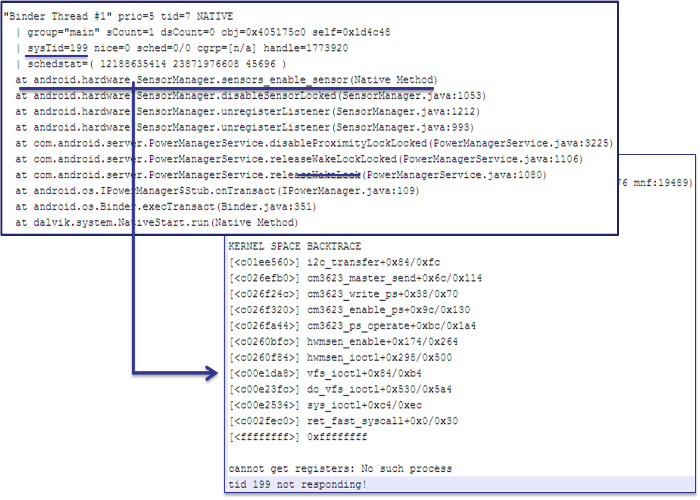 "Binder Thread #1" prio=5 tid=7 NATIVE
| group="main" sCount=1 dsCount=0 obj=0x405175c0 self=0x1d4c48
| sysTid=199 nice=0 sched=0/0 cgrp=[n/a] handle=1773920
| schedstat=( 12188635414 23871976608 45696 )
at android.hardware.SensorManager.sensors_enable_sensor(Native Method)
at android.hardware.SensorManager.disableSensorLocked(SensorManager.java:1053)
at android.hardware.SensorManager.unregisterListener(SensorManager.java:1212)
at android.hardware.SensorManager.unregisterListener(SensorManager.java:993)
at com.android.server.PowerManagerService.disableProximityLockLocked(PowerManagerService.java:3225)
at com.android.server.PowerManagerService.releaseWakeLockLocked(PowerManagerService.java:1106)
at com.android.server.PowerManagerService.releaseWakeLock(PowerManagerService.java:1080)
at android.os.IPowerManager$Stub.onTransact(IPowerManager.java:109)
at android.os.Binder.execTransact(Binder.java:351)
at dalvik.system.NativeStart.run(Native Method)
76 mnf:19489)
KERNEL SPACE BACKTRACE
[<c01ee560>] i2c_transfer+0x84/0xfc
[<c026efb0>] cm3623_master_send+0x6c/0x114
[<c026f24c>] cm3623_write_ps+0x38/0x70
[<c026f320>] cm3623_enable_ps+0x9c/0x130
[<c026fa44>] cm3623_ps_operate+0xbc/0x1a4
[<c0260bfc>] hwmsen_enable+0x174/0x264
[<c0260f84>] hwmsen_ioctl+0x298/0x500
[<c00e1da8>] vfs_ioctl+0x84/0xb4
[<c00e23fc>] do_vfs_ioctl+0x530/0x5a4
[<c00e2534>] sys_ioctl+0xc4/0xec
[<c002fec0>] ret_fast_syscall+0x0/0x30
[<ffffffff>] 0xffffffff
cannot get registers: No such process
tid 199 not responding!